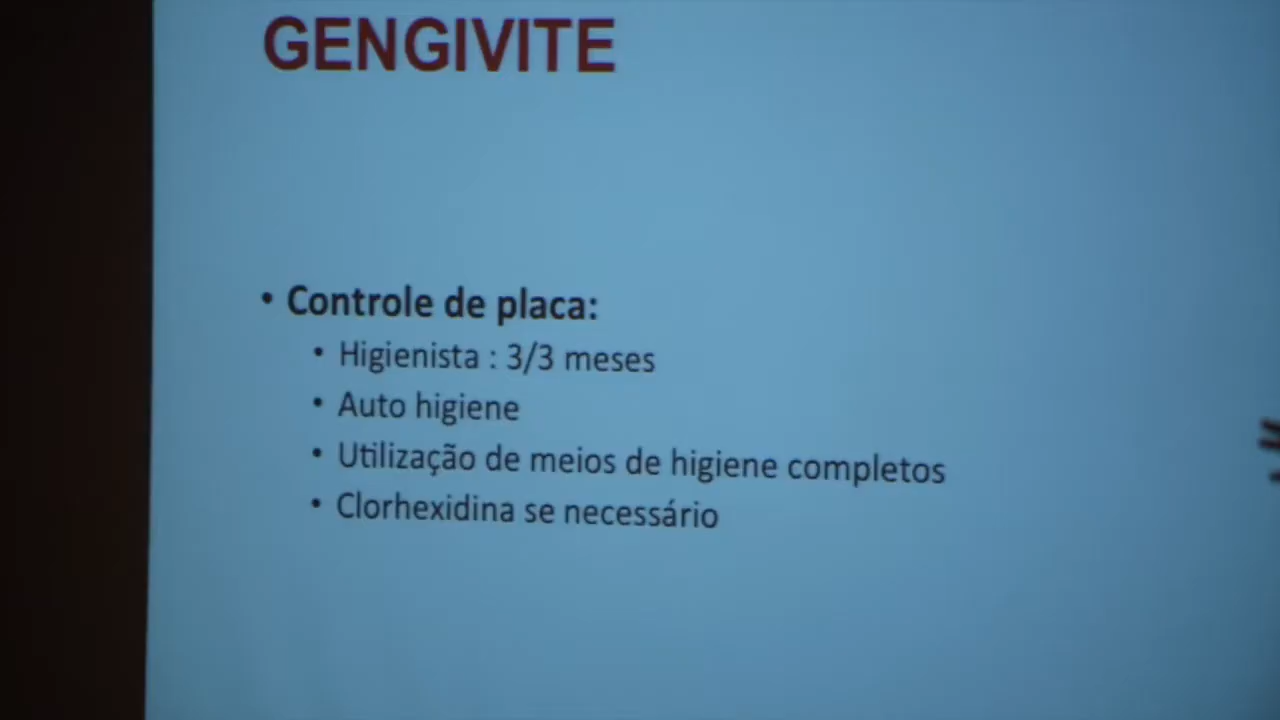 GENGIVITE
• Controle de placa:
• Higienista : 3/3 meses
• Auto higiene
• Utilização de meios de higiene completos
• Clorhexidina se necessário